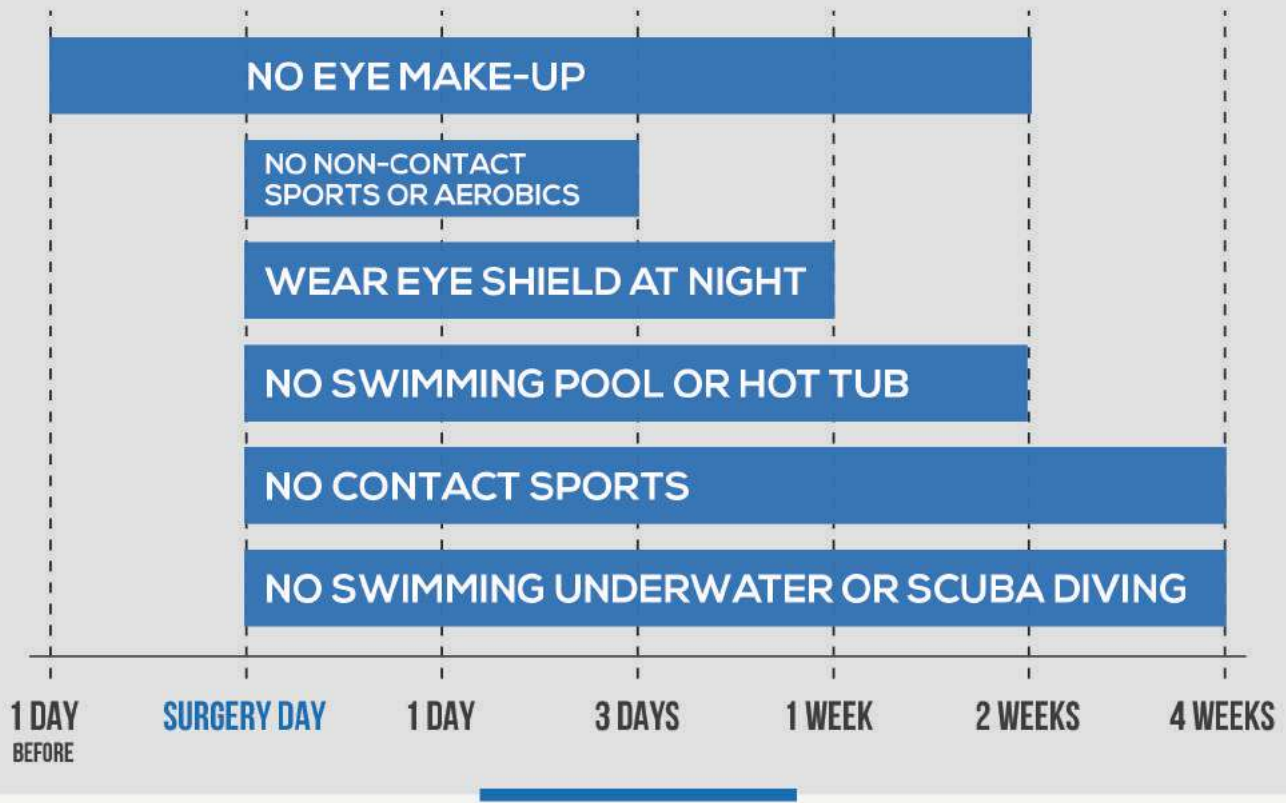 NO EYE MAKE-UP
NO NON-CONTACT
SPORTS OR AEROBICS
WEAR EYE SHIELD AT NIGHT
NO SWIMMING POOL OR HOT TUB
NO CONTACT SPORTS
NO SWIMMING UNDERWATER OR SCUBA DIVING
1 DAY BEFORE
SURGERY DAY
1 DAY
3 DAYS
1 WEEK
2 WEEKS
4 WEEKS